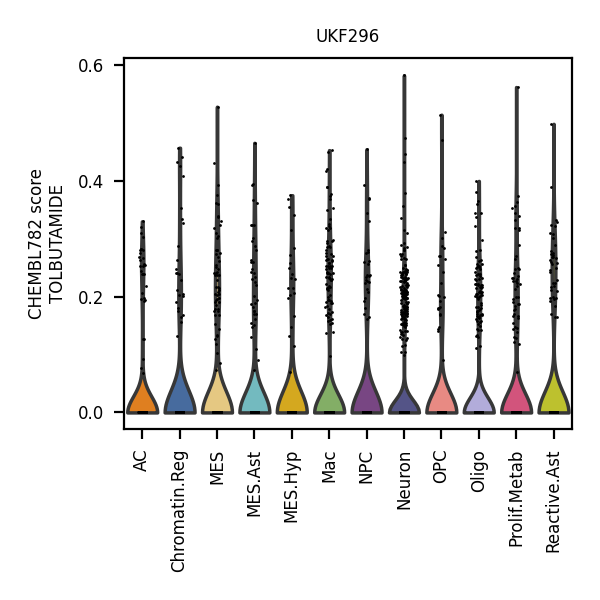 UKF296
CHEMBL782 score
TOLBUTAMIDE
0.6
0.4
0.2
0.0
AC
Chromatin.Reg
MES
MES.Ast
MES.Hyp
Mac
NPC
Neuron
OPC
Oligo
Prolif.Metab
Reactive.Ast